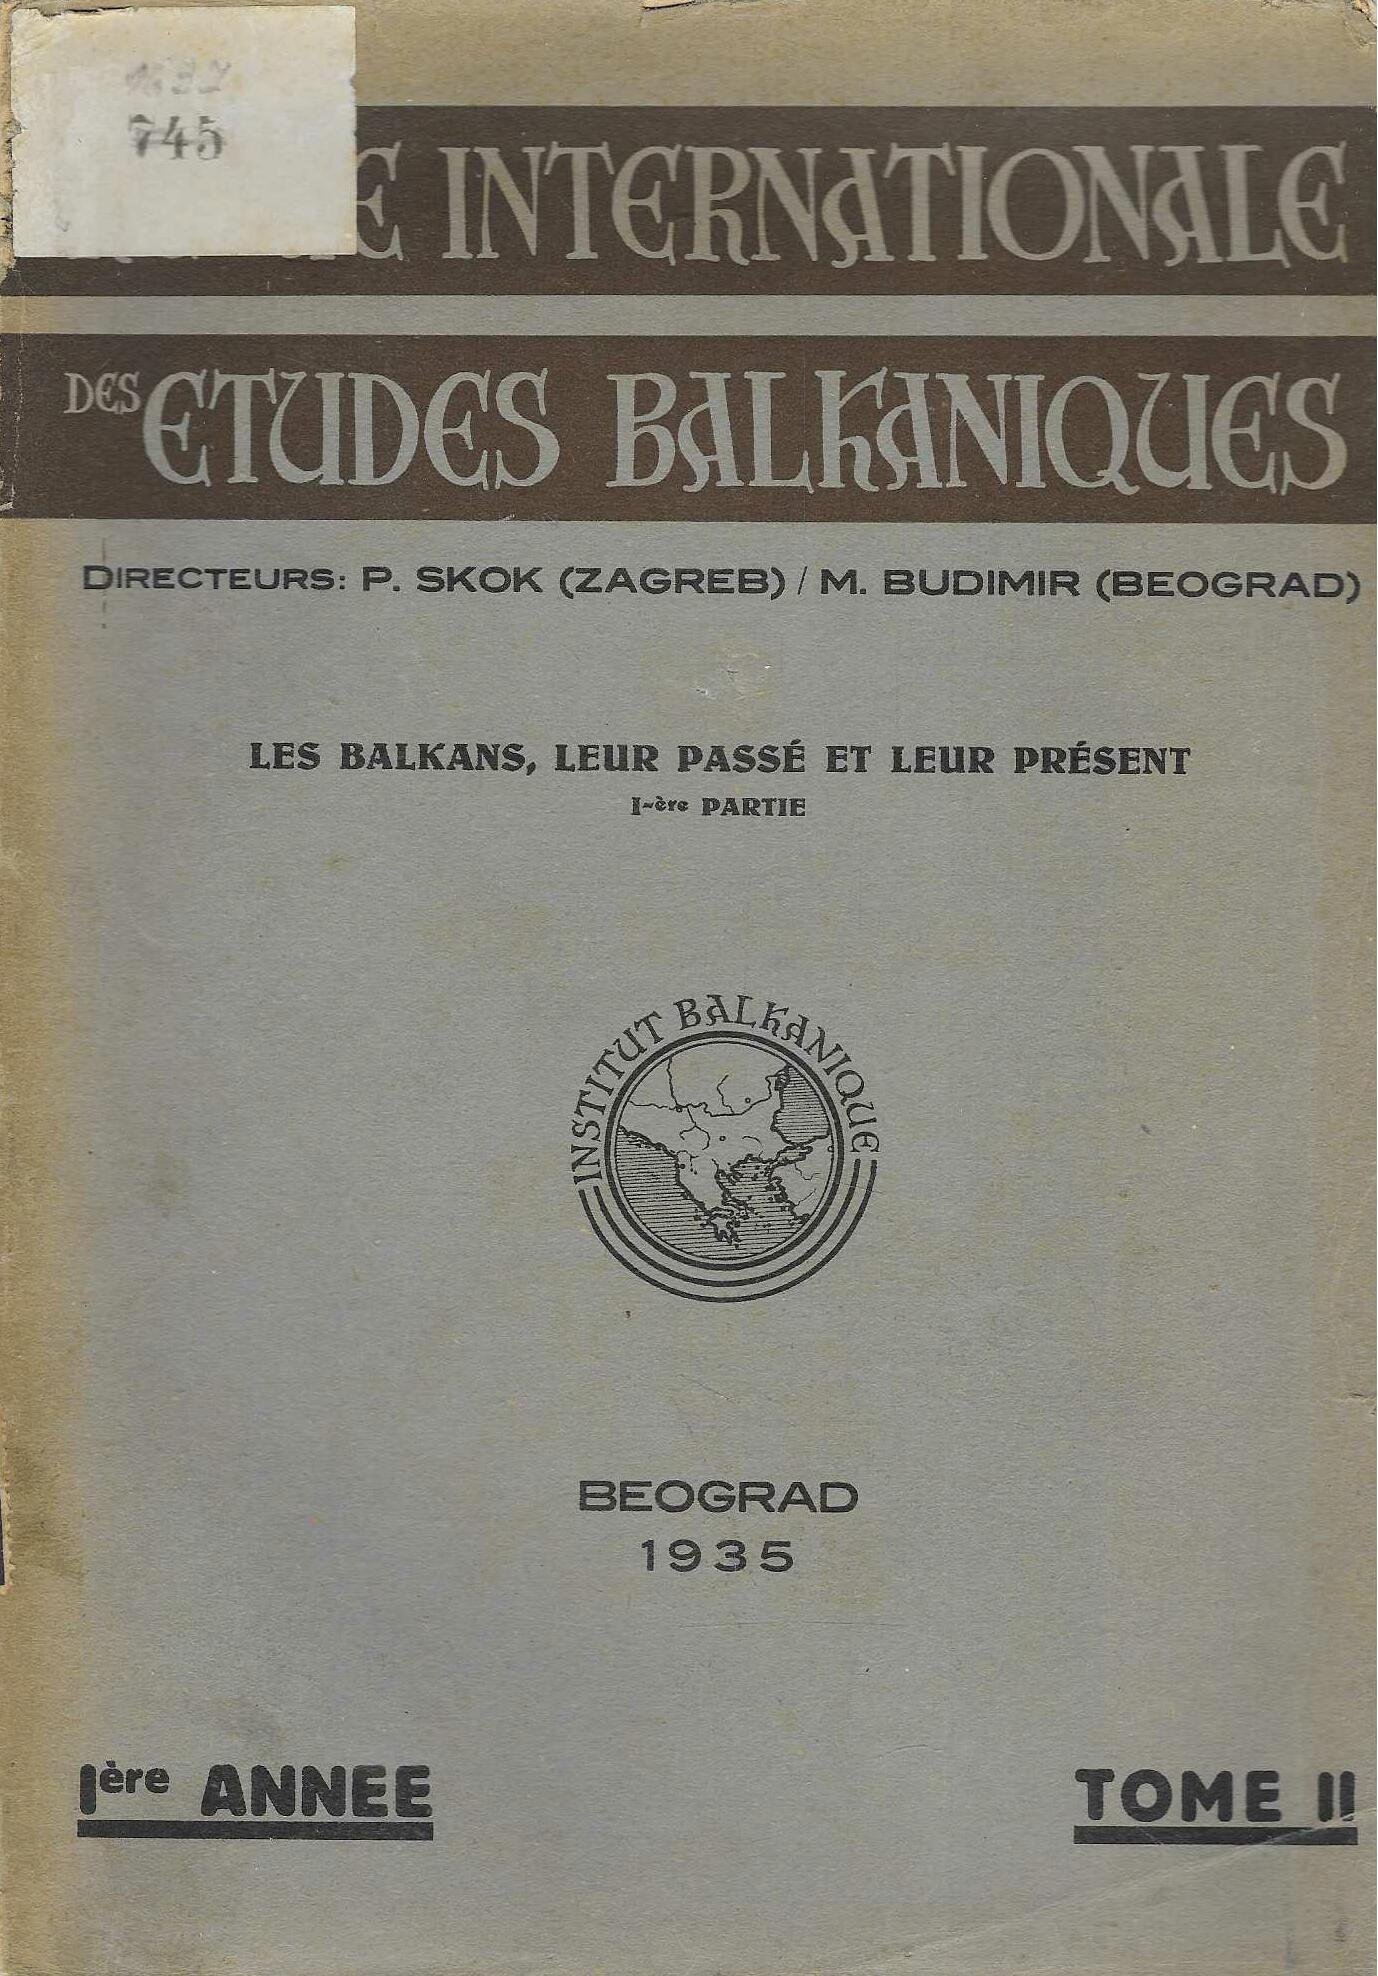 745
INTERNATIONALE
DES ETUDES BALKANIQUES
DIRECTEURS: P. SKOK (ZAGREB) / M. BUDIMIR (BEOGRAD)
LES BALKANS, LEUR PASSÉ ET LEUR PRÉSENT
I-ère PARTIE
INSTITUT BALKANIQUE
BEOGRAD
1935
Ière ANNEE
TOME II